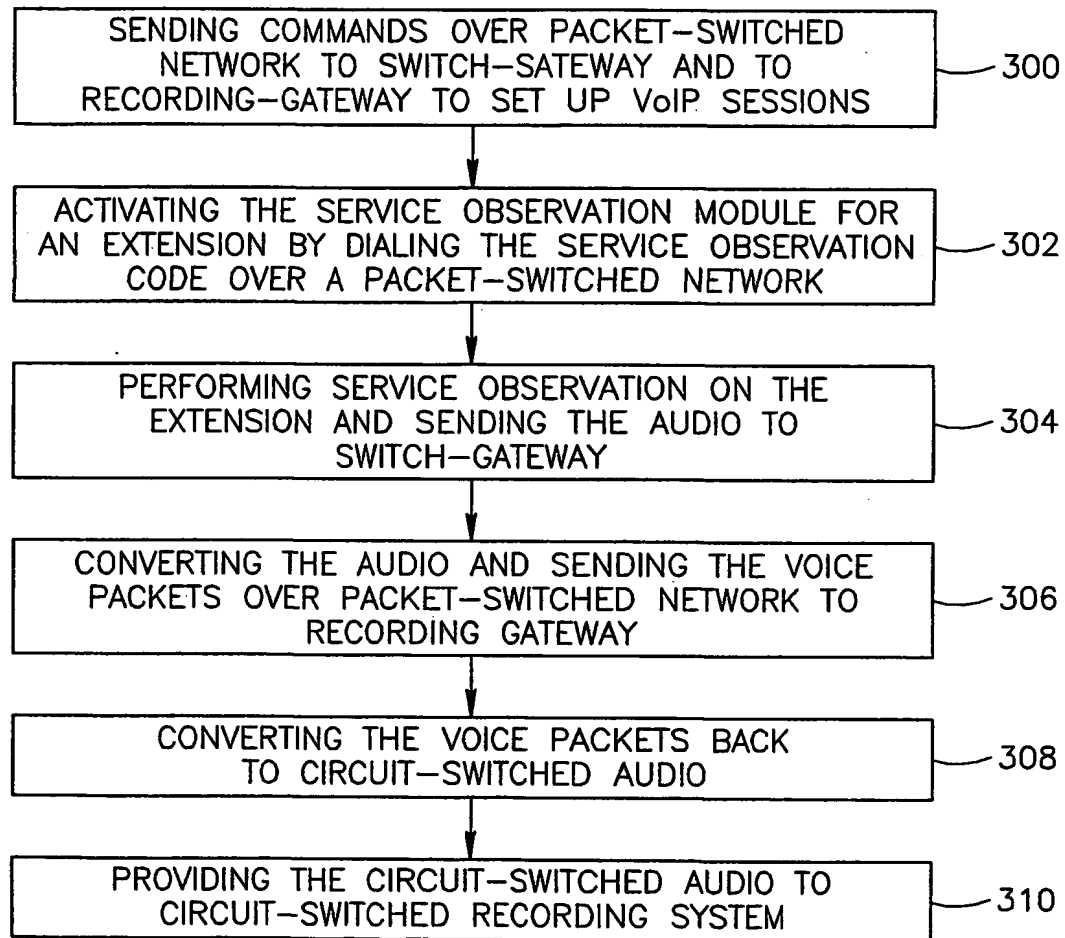 SENDING COMMANDS OVER PACKET–SWITCHED
NETWORK TO SWITCH–SATEWAY AND TO
RECORDING–GATEWAY TO SET UP VoIP SESSIONS
300
ACTIVATING THE SERVICE OBSERVATION MODULE FOR
AN EXTENSION BY DIALING THE SERVICE OBSERVATION
CODE OVER A PACKET–SWITCHED NETWORK
302
PERFORMING SERVICE OBSERVATION ON THE
EXTENSION AND SENDING THE AUDIO TO
SWITCH–GATEWAY
304
CONVERTING THE AUDIO AND SENDING THE VOICE
PACKETS OVER PACKET–SWITCHED NETWORK TO
RECORDING GATEWAY
306
CONVERTING THE VOICE PACKETS BACK
TO CIRCUIT–SWITCHED AUDIO
308
PROVIDING THE CIRCUIT–SWITCHED AUDIO TO
CIRCUIT–SWITCHED RECORDING SYSTEM
310